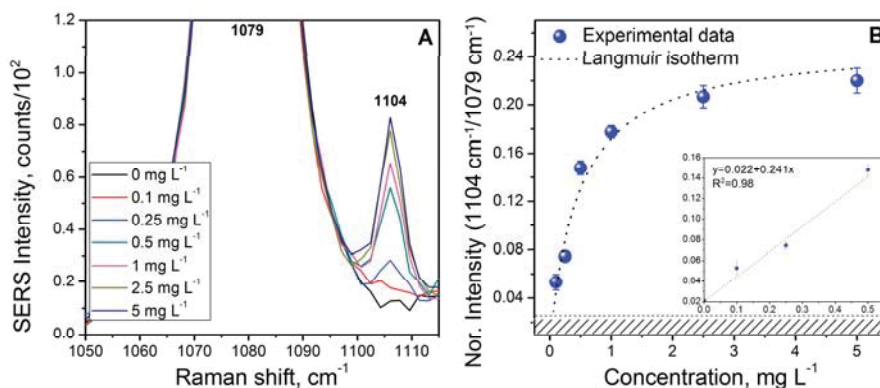 A
1079
1104
1.2
1.0
0.8
0.6
0.4
0.2
0.0
SERS Intensity, counts/10²
0 mg L⁻¹
0.1 mg L⁻¹
0.25 mg L⁻¹
0.5 mg L⁻¹
1 mg L⁻¹
2.5 mg L⁻¹
5 mg L⁻¹
1050 1060 1070 1080 1090 1100 1110
Raman shift, cm⁻¹
B
Experimental data
Langmuir isotherm
0.24
0.20
0.16
0.12
0.08
0.04
Nor. Intensity (1104 cm⁻¹/1079 cm⁻¹)
y=0.022+0.241x
R²=0.98
0.16
0.14
0.12
0.10
0.08
0.06
0.04
0.02
0.0 0.1 0.2 0.3 0.4 0.5
0 1 2 3 4 5
Concentration, mg L⁻¹